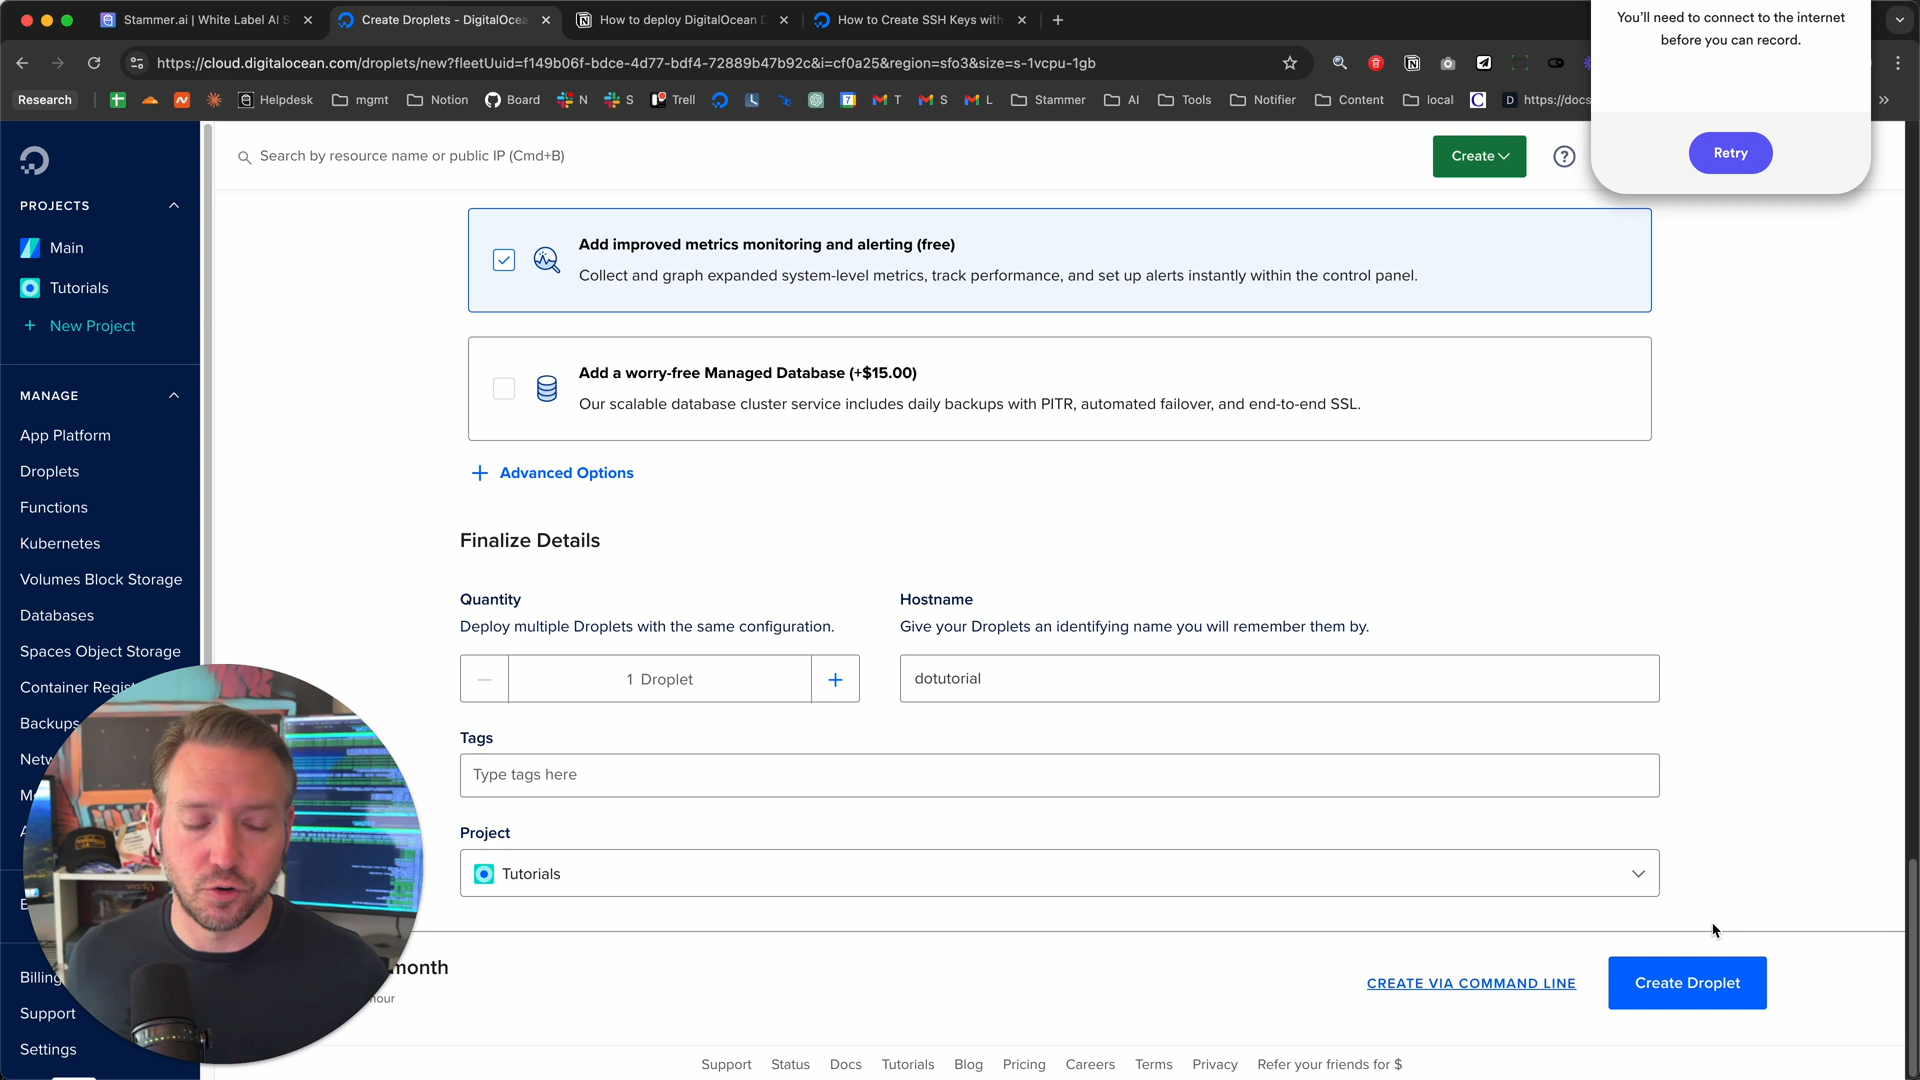 Stammer.ai | White Label AI S
Create Droplets - DigitalOcea
How to deploy DigitalOcean D
How to Create SSH Keys with
You'll need to connect to the internet
before you can record.
Retry
https://cloud.digitalocean.com/droplets/new?fleetUuid=f149b06f-bdce-4d77-bdf4-72889b47b92c&i=cf0a25&region=sfo3&size=s-1vcpu-1gb
Research
Helpdesk
mgmt
Notion
Board
N
S
Trell
T
S
L
Stammer
AI
Tools
Notifier
Content
local
https://docs
Search by resource name or public IP (Cmd+B)
Create
PROJECTS
Main
Tutorials
+ New Project
MANAGE
App Platform
Droplets
Functions
Kubernetes
Volumes Block Storage
Databases
Spaces Object Storage
Container Regist
Backups
Netw
Billing
Support
Settings
Add improved metrics monitoring and alerting (free)
Collect and graph expanded system-level metrics, track performance, and set up alerts instantly within the control panel.
Add a worry-free Managed Database (+$15.00)
Our scalable database cluster service includes daily backups with PITR, automated failover, and end-to-end SSL.
+ Advanced Options
Finalize Details
Quantity
Deploy multiple Droplets with the same configuration.
1 Droplet
Hostname
Give your Droplets an identifying name you will remember them by.
dotutorial
Tags
Type tags here
Project
Tutorials
month
hour
CREATE VIA COMMAND LINE
Create Droplet
Support
Status
Docs
Tutorials
Blog
Pricing
Careers
Terms
Privacy
Refer your friends for $